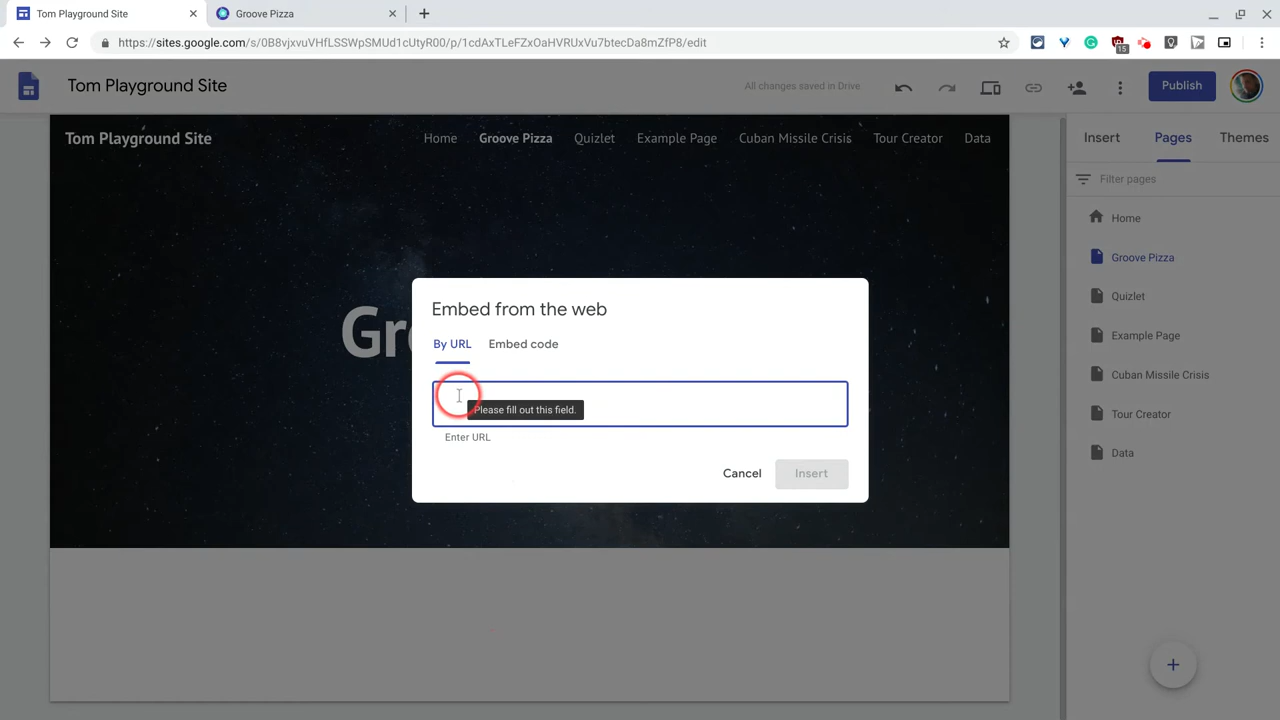 Tom Playground Site
Groove Pizza
https://sites.google.com/s/0B8vjxvuVHfLSSWpSMUd1cUtyR00/p/1cdAxTLeFZxOaHVRUxVu7btecDa8mZfP8/edit
15
Tom Playground Site
All changes saved in Drive.
Publish
Tom Playground Site
Home Groove Pizza Quizlet Example Page Cuban Missile Crisis Tour Creator Data
Insert Pages Themes
Filter pages
Home
Groove Pizza
Quizlet
Example Page
Cuban Missile Crisis
Tour Creator
Data
Embed from the web
By URL Embed code
Please fill out this field.
Enter URL
Cancel Insert